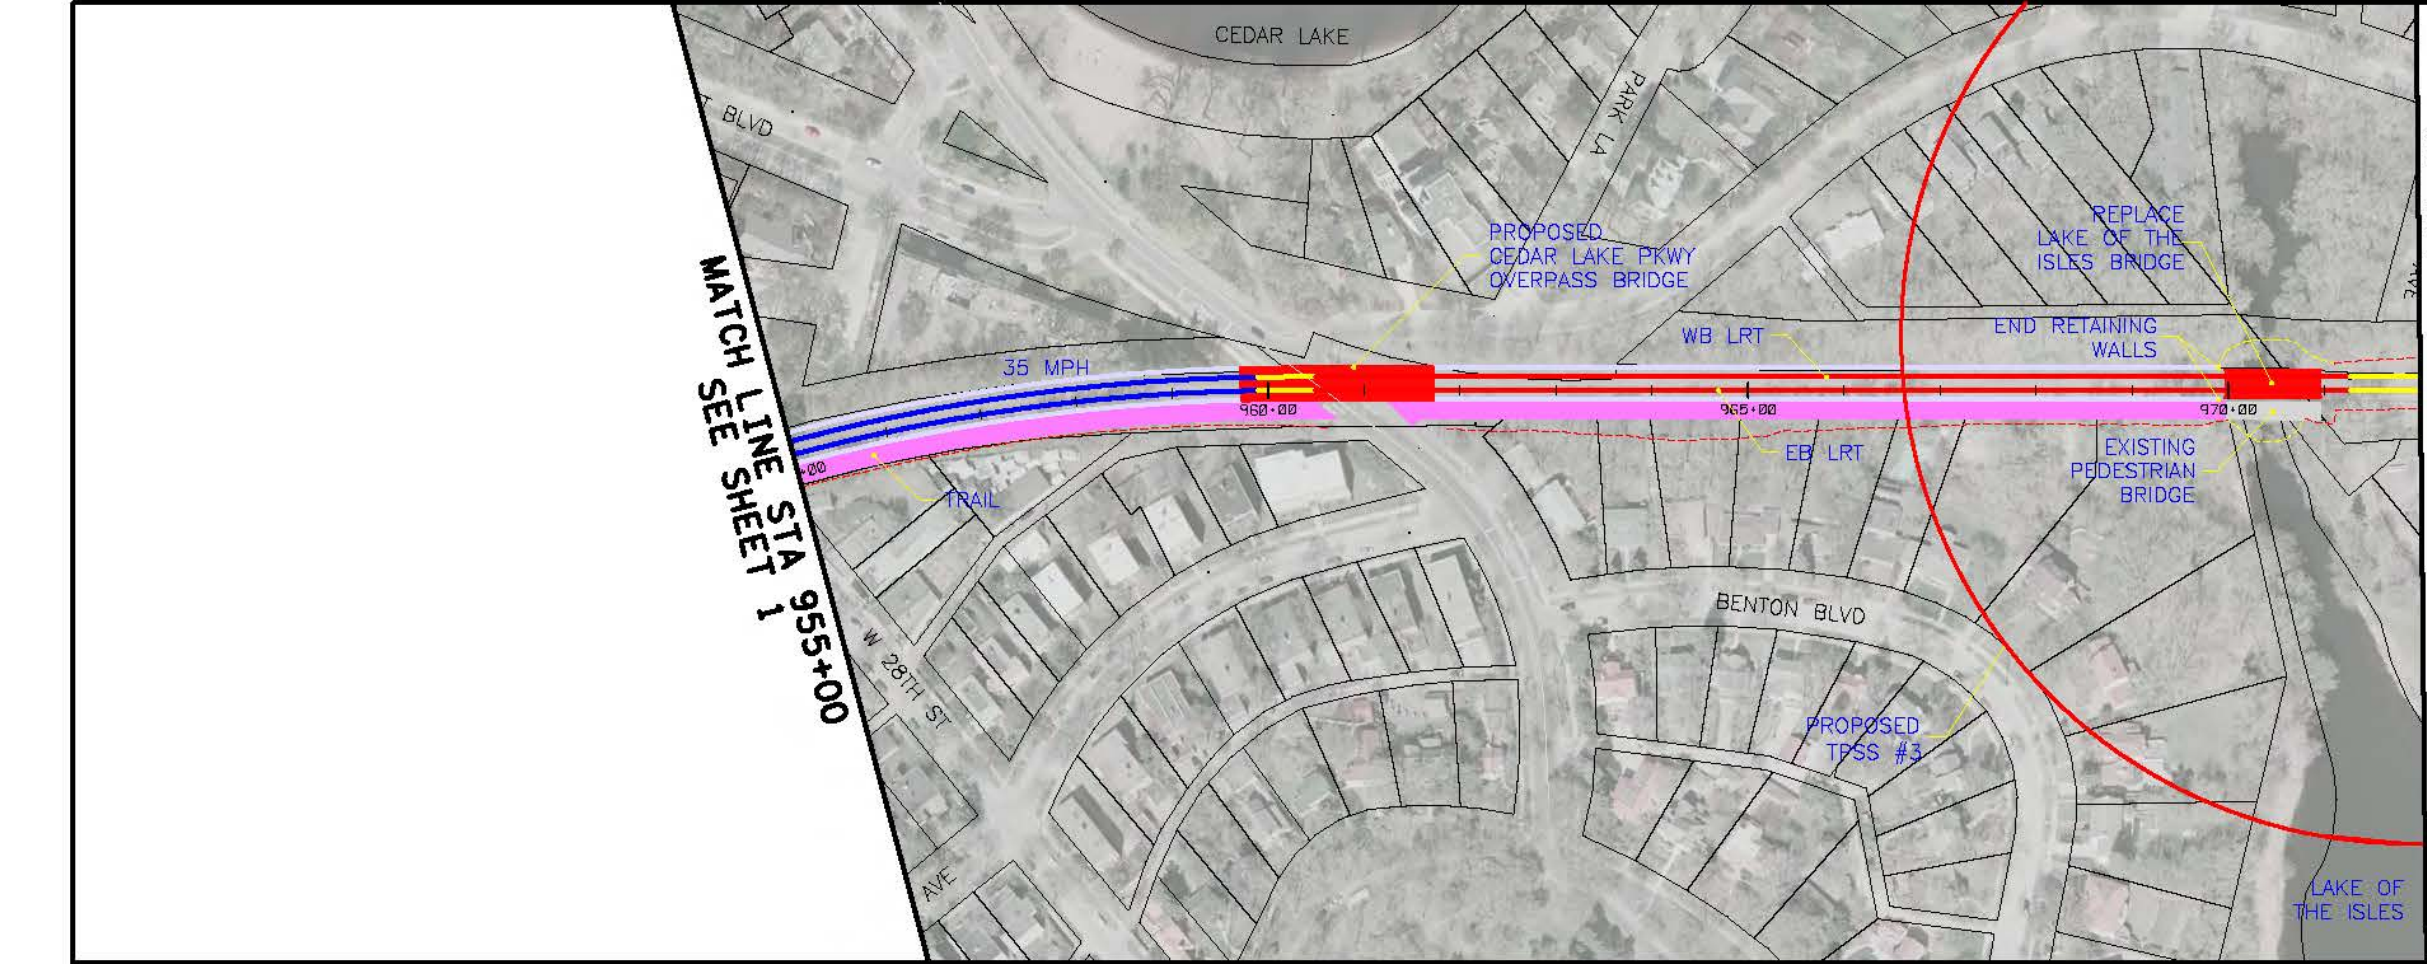 CEDAR LAKE
BLVD
PARK LA
PROPOSED
CEDAR LAKE PKWY
OVERPASS BRIDGE
REPLACE
LAKE OF THE
ISLES BRIDGE
AVE
WB LRT
END RETAINING
WALLS
35 MPH
960+00
965+00
970+00
+00
EB LRT
EXISTING
PEDESTRIAN
BRIDGE
TRAIL
MATCH LINE STA 955+00
SEE SHEET 1
W 28TH ST
BENTON BLVD
PROPOSED
TPSS #3
AVE
LAKE OF
THE ISLES